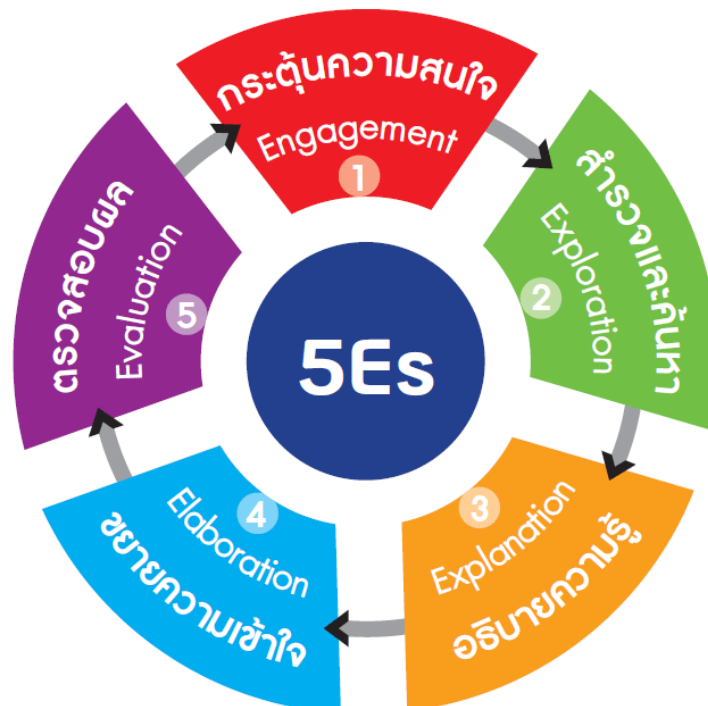 กระตุ้นความสนใจ
Engagement
1
สำรวจและค้นหา
Exploration
2
อธิบายความรู้
Explanation
3
ขยายความเข้าใจ
Elaboration
4
ตรวจสอบผล
Evaluation
5
5Es